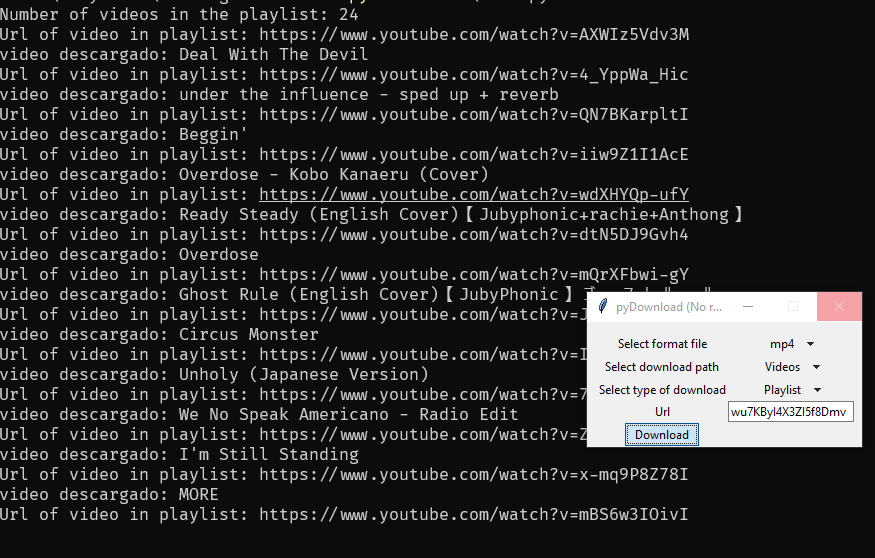 Number of videos in the playlist: 24
Url of video in playlist: https://www.youtube.com/watch?v=AXWIz5Vdv3M
video descargado: Deal With The Devil
Url of video in playlist: https://www.youtube.com/watch?v=4_YppWa_Hic
video descargado: under the influence - sped up + reverb
Url of video in playlist: https://www.youtube.com/watch?v=QN7BKarpltI
video descargado: Beggin'
Url of video in playlist: https://www.youtube.com/watch?v=iiw9Z1I1AcE
video descargado: Overdose - Kobo Kanaeru (Cover)
Url of video in playlist: https://www.youtube.com/watch?v=wdXHYQp-ufY
video descargado: Ready Steady (English Cover)【Jubyphonic+rachie+Anthong】
Url of video in playlist: https://www.youtube.com/watch?v=dtN5DJ9Gvh4
video descargado: Overdose
Url of video in playlist: https://www.youtube.com/watch?v=mQrXFbwi-gY
video descargado: Ghost Rule (English Cover)【JubyPhonic】
Url of video in playlist: https://www.youtube.com/watch?v=J
video descargado: Circus Monster
Url of video in playlist: https://www.youtube.com/watch?v=I
video descargado: Unholy (Japanese Version)
Url of video in playlist: https://www.youtube.com/watch?v=7
video descargado: We No Speak Americano - Radio Edit
Url of video in playlist: https://www.youtube.com/watch?v=Z
video descargado: I'm Still Standing
Url of video in playlist: https://www.youtube.com/watch?v=x-mq9P8Z78I
video descargado: MORE
Url of video in playlist: https://www.youtube.com/watch?v=mBS6w3IOivI
pyDownload (No r...
Select format file mp4
Select download path Videos
Select type of download Playlist
Url wu7KByl4X3Zl5f8Dmv
Download